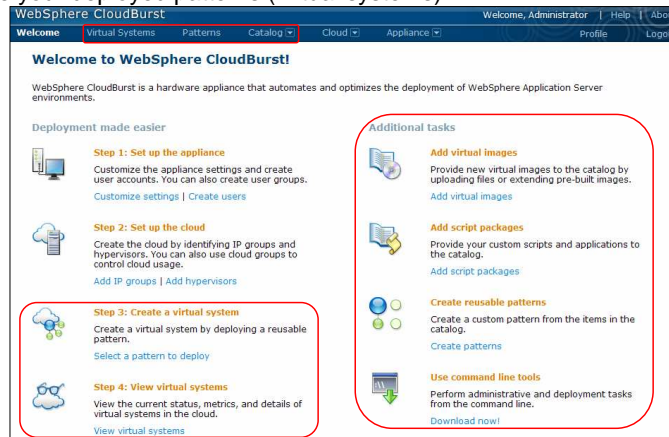 your deployed patterns (virtual systems)
WebSphere CloudBurst
Welcome, Administrator | Help | Abou
Welcome Virtual Systems Patterns Catalog Cloud Appliance Profile Logou
Welcome to WebSphere CloudBurst!
WebSphere CloudBurst is a hardware appliance that automates and optimizes the deployment of WebSphere Application Server
environments.
Deployment made easier
Step 1: Set up the appliance
Customize the appliance settings and create
user accounts. You can also create user groups.
Customize settings | Create users
Step 2: Set up the cloud
Create the cloud by identifying IP groups and
hypervisors. You can also use cloud groups to
control cloud usage.
Add IP groups | Add hypervisors
Step 3: Create a virtual system
Create a virtual system by deploying a reusable
pattern.
Select a pattern to deploy
Step 4: View virtual systems
View the current status, metrics, and details of
virtual systems in the cloud.
View virtual systems
Additional tasks
Add virtual images
Provide new virtual images to the catalog by
uploading files or extending pre-built images.
Add virtual images
Add script packages
Provide your custom scripts and applications to
the catalog.
Add script packages
Create reusable patterns
Create a custom pattern from the items in the
catalog.
Create patterns
Use command line tools
Perform administrative and deployment tasks
from the command line.
Download now!